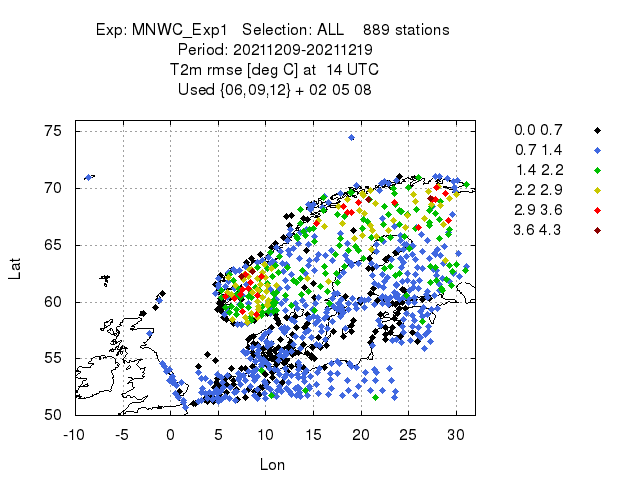 Exp: MNWC_Exp1 Selection: ALL 889 stations
Period: 20211209-20211219
T2m rmse [deg C] at 14 UTC
Used {06,09,12} + 02 05 08
75
70
65
60
55
50
Lat
-10 -5 0 5 10 15 20 25 30
Lon
0.0 0.7
0.7 1.4
1.4 2.2
2.2 2.9
2.9 3.6
3.6 4.3